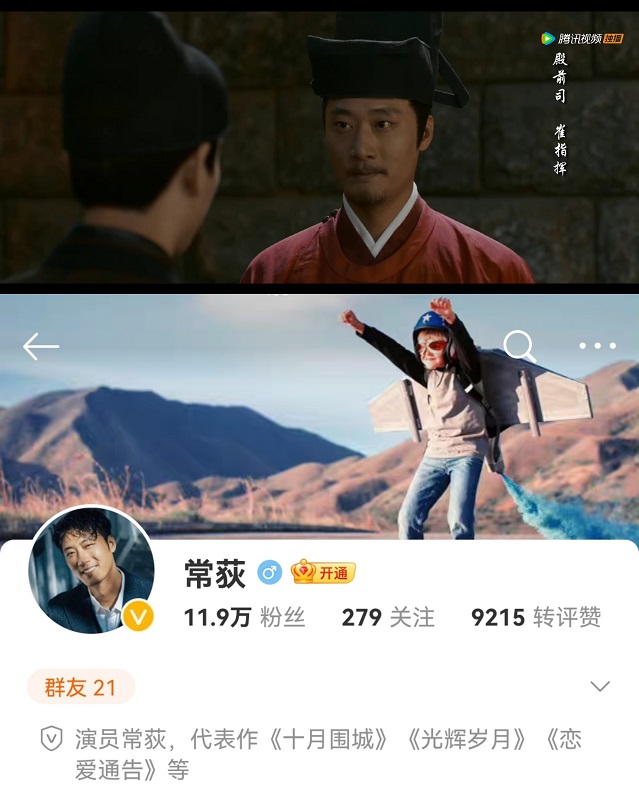 腾讯视频 独播
殿前司 崔指挥
常荻 开通
11.9万 粉丝 279 关注 9215 转评赞
群友 21
演员常荻，代表作《十月围城》《光辉岁月》《恋
爱通告》等